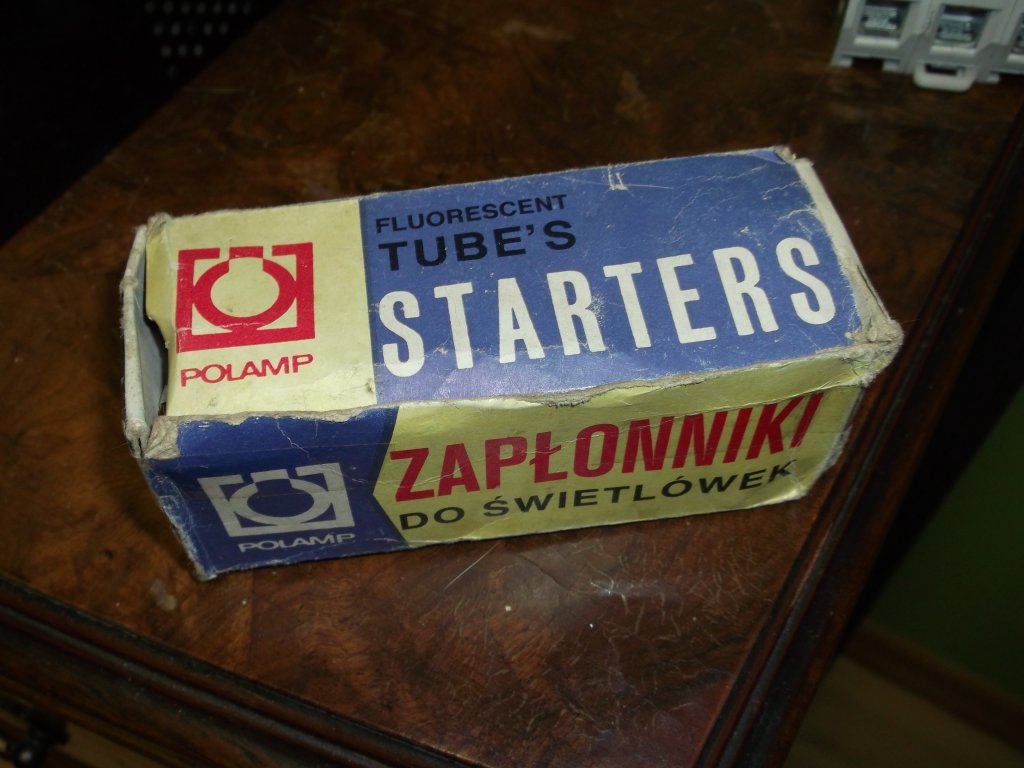 FLUORESCENT
TUBE'S
STARTERS
POLAMP
ZAPŁONNIKI
DO ŚWIETLÓWEK
POLAMP